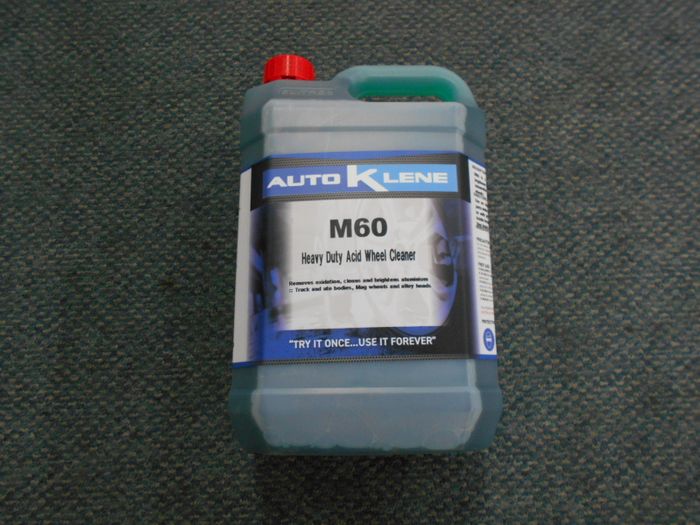 AUTO KLENE
M60
Heavy Duty Acid Wheel Cleaner
Removes oxidation, cleans and brightens aluminium
:: Truck and ute bodies, Mag wheels and alloy heads.
"TRY IT ONCE...USE IT FOREVER"